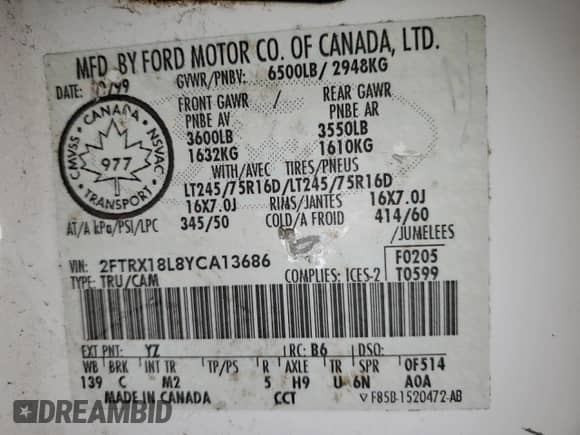 MFD BY FORD MOTOR CO. OF CANADA, LTD.
DATE: /99 GVWR/PNBV: 6500LB/ 2948KG
FRONT GAWR REAR GAWR
PNBE AV PNBE AR
3600LB 3550LB
1632KG 1610KG
CMVSS • CANADA • NSVAC
977
TRANSPORT
WITH/AVEC TIRES/PNEUS
LT245/75R16D/LT245/75R16D
16X7.0J RIMS/JANTES 16X7.0J
AT/A kPa/PSI/LPC 345/50 COLD/A FROID 414/60
/JUMELEES
VIN: 2FTRX18L8YCA13686 F0205
TYPE: TRU/CAM COMPLIES: ICES-2 T0599
EXT PNT: YZ RC: B6 DSO:
WB BRK INT TR TP/PS R AXLE TR SPR 0F514
139 C M2 5 H9 U 6N A0A
MADE IN CANADA CCT ▽ F85B-1520472-AB
DREAMBID